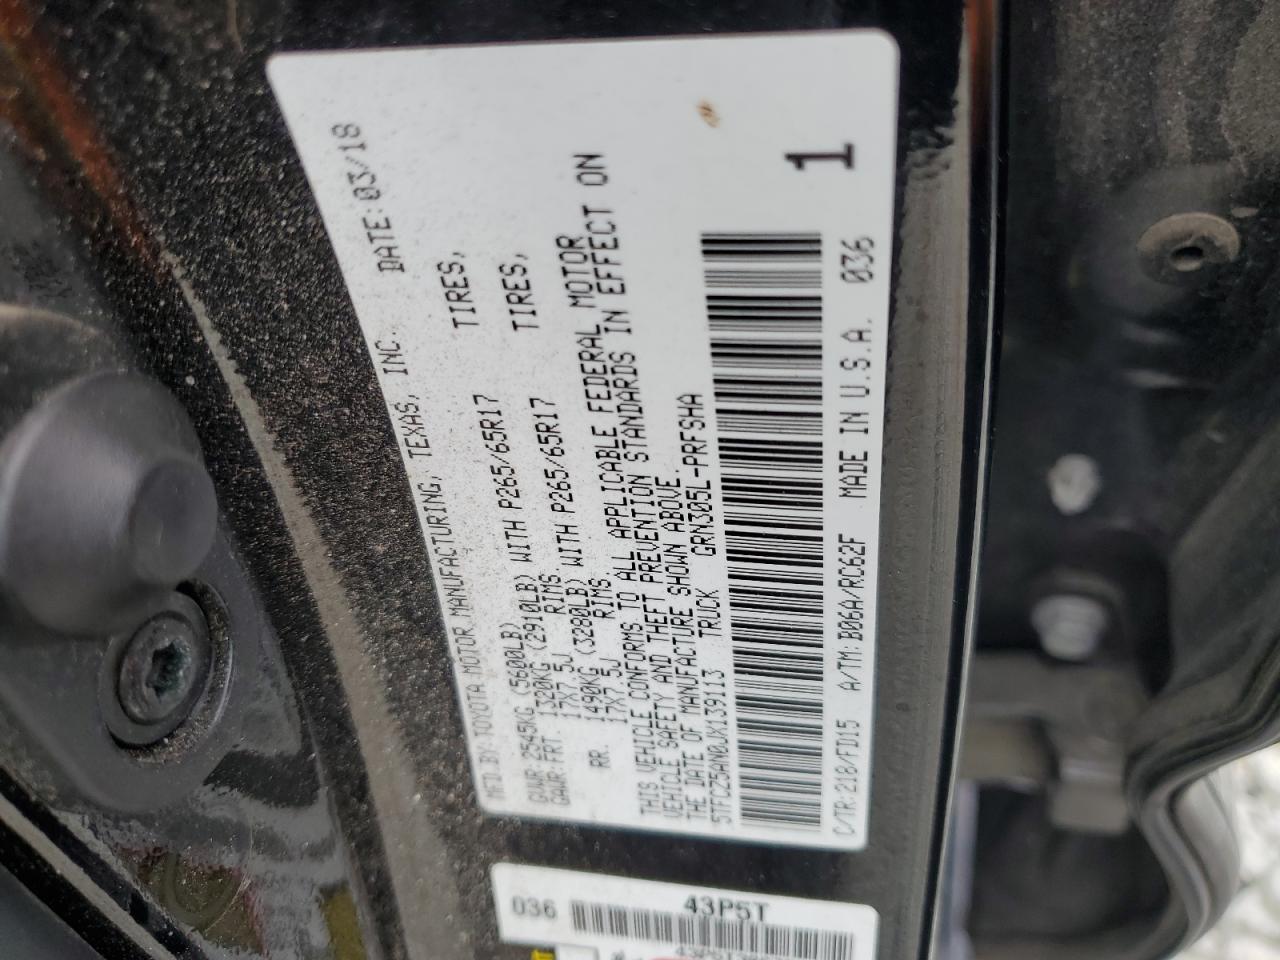 MFD.BY: TOYOTA MOTOR MANUFACTURING, TEXAS, INC. DATE:03/18
GVWR 2545KG (5600LB)
GAWR:FRT. 1320KG (2910LB) WITH P265/65R17 TIRES,
17X7.5J RIMS
RR. 1490KG (3280LB) WITH P265/65R17 TIRES,
17X7.5J RIMS
THIS VEHICLE CONFORMS TO ALL APPLICABLE FEDERAL MOTOR
VEHICLE SAFETY AND THEFT PREVENTION STANDARDS IN EFFECT ON
THE DATE OF MANUFACTURE SHOWN ABOVE.
5TFCZ5AN0JX139113 TRUCK GRN305L-PRFSHA
1
C/TR:218/FD15 A/TM:B06A/RC62F MADE IN U.S.A. 036
43P5T
036